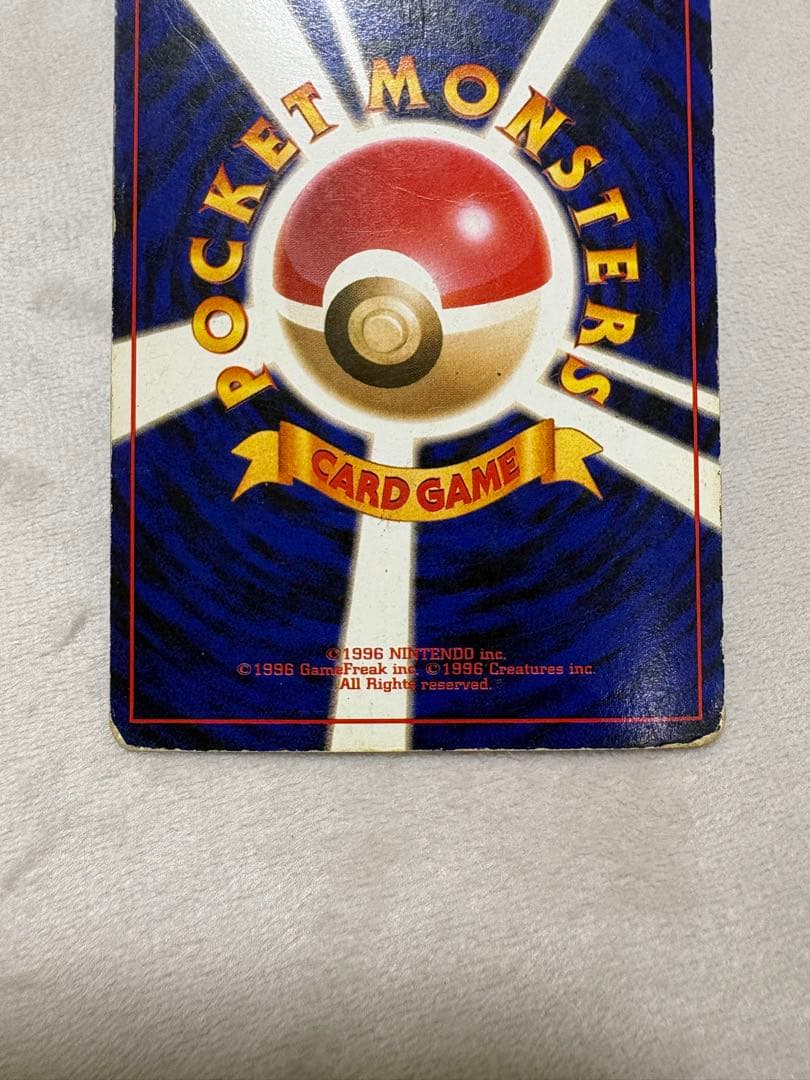 POCKET MONSTERS
CARD GAME
©1996 NINTENDO inc.
©1996 GameFreak inc. ©1996 Creatures inc.
All Rights reserved.